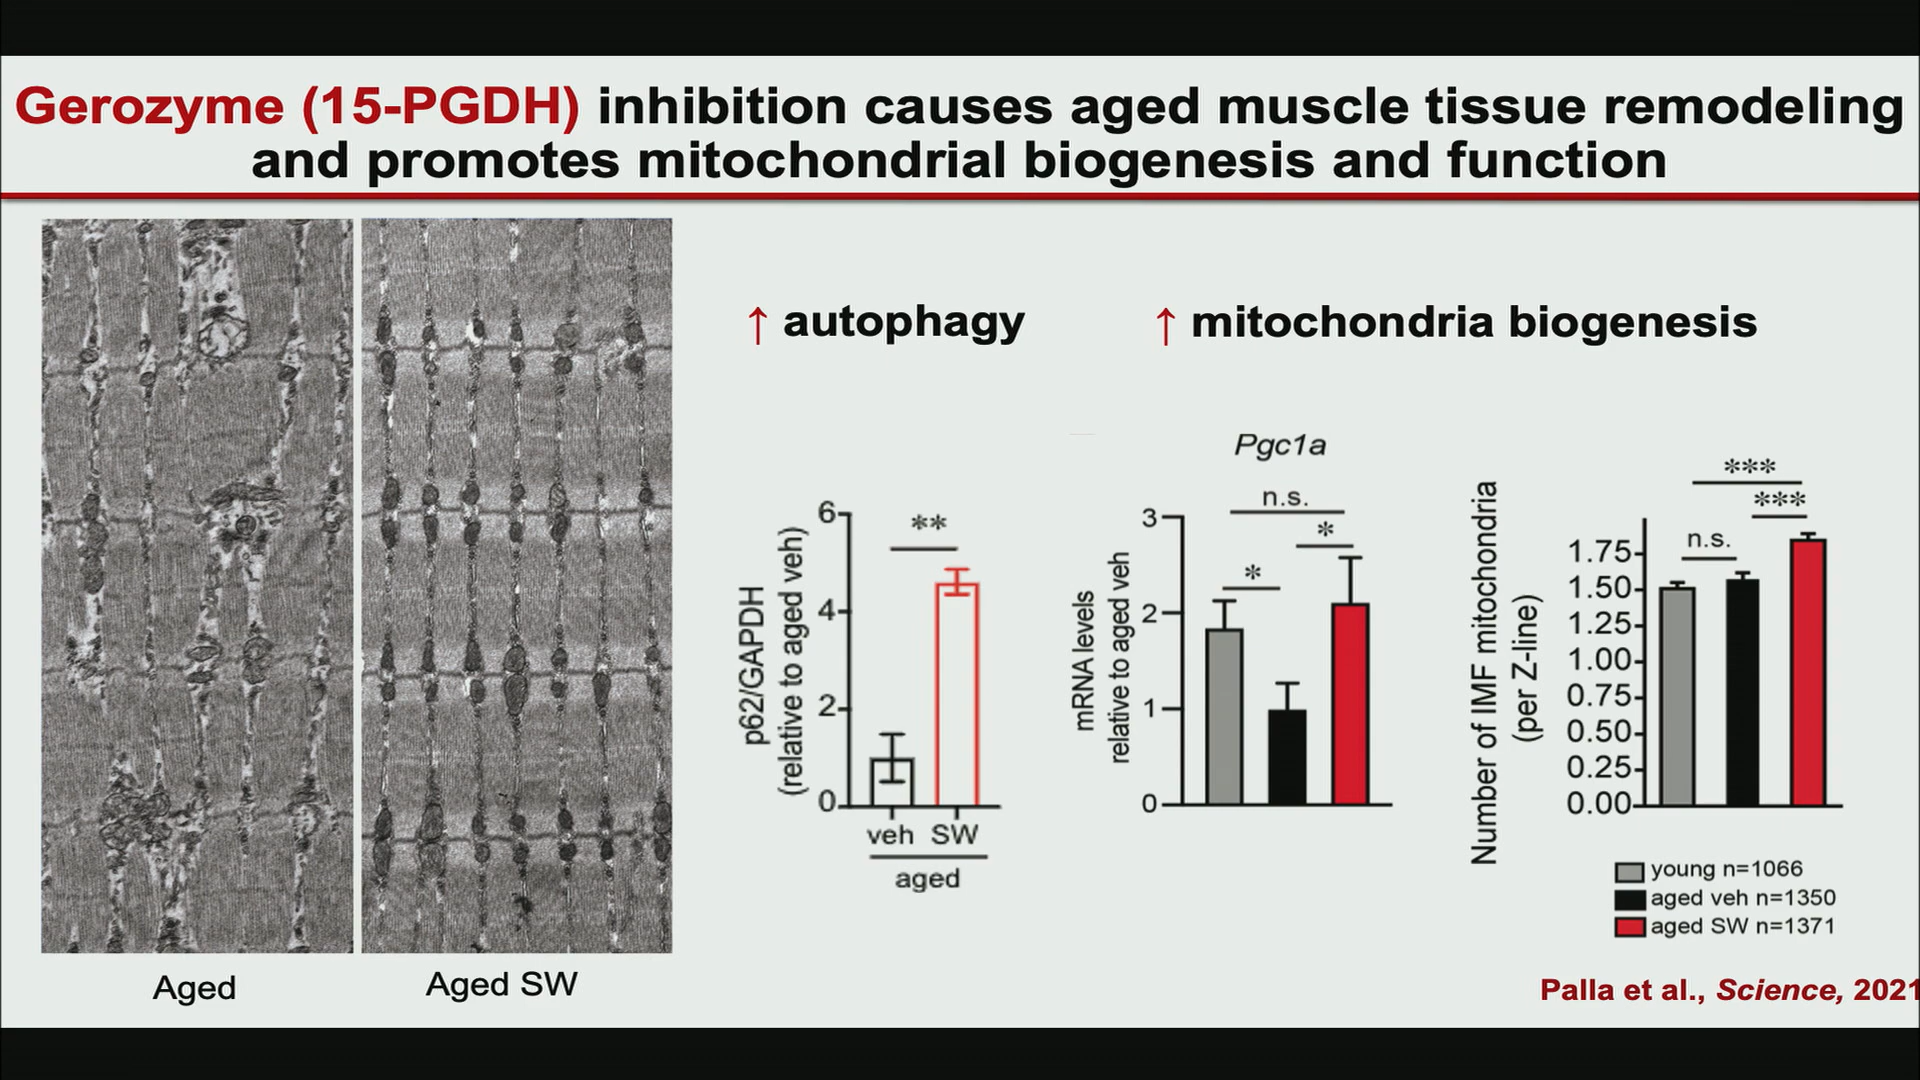 Gerozyme (15-PGDH) inhibition causes aged muscle tissue remodeling
and promotes mitochondrial biogenesis and function
Aged
Aged SW
↑ autophagy
p62/GAPDH
(relative to aged veh)
6
4
2
0
**
veh SW
aged
↑ mitochondria biogenesis
Pgc1a
mRNA levels
relative to aged veh
3
2
1
0
n.s.
*
*
Number of IMF mitochondria
(per Z-line)
1.75
1.50
1.25
1.00
0.75
0.50
0.25
0.00
***
***
n.s.
young n=1066
aged veh n=1350
aged SW n=1371
Palla et al., Science, 2021